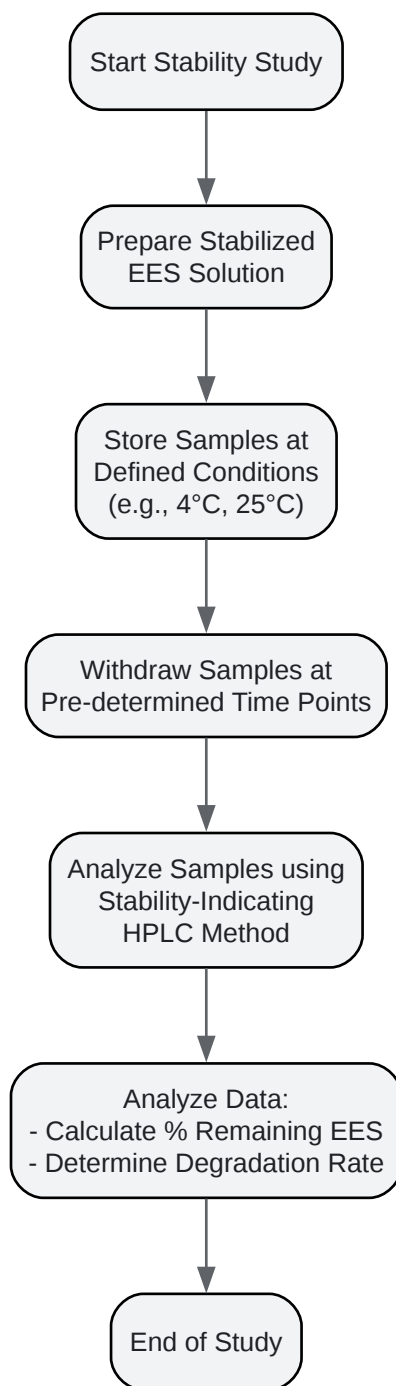 Start Stability Study
Prepare Stabilized
EES Solution
Store Samples at
Defined Conditions
(e.g., 4°C, 25°C)
Withdraw Samples at
Pre-determined Time Points
Analyze Samples using
Stability-Indicating
HPLC Method
Analyze Data:
- Calculate % Remaining EES
- Determine Degradation Rate
End of Study